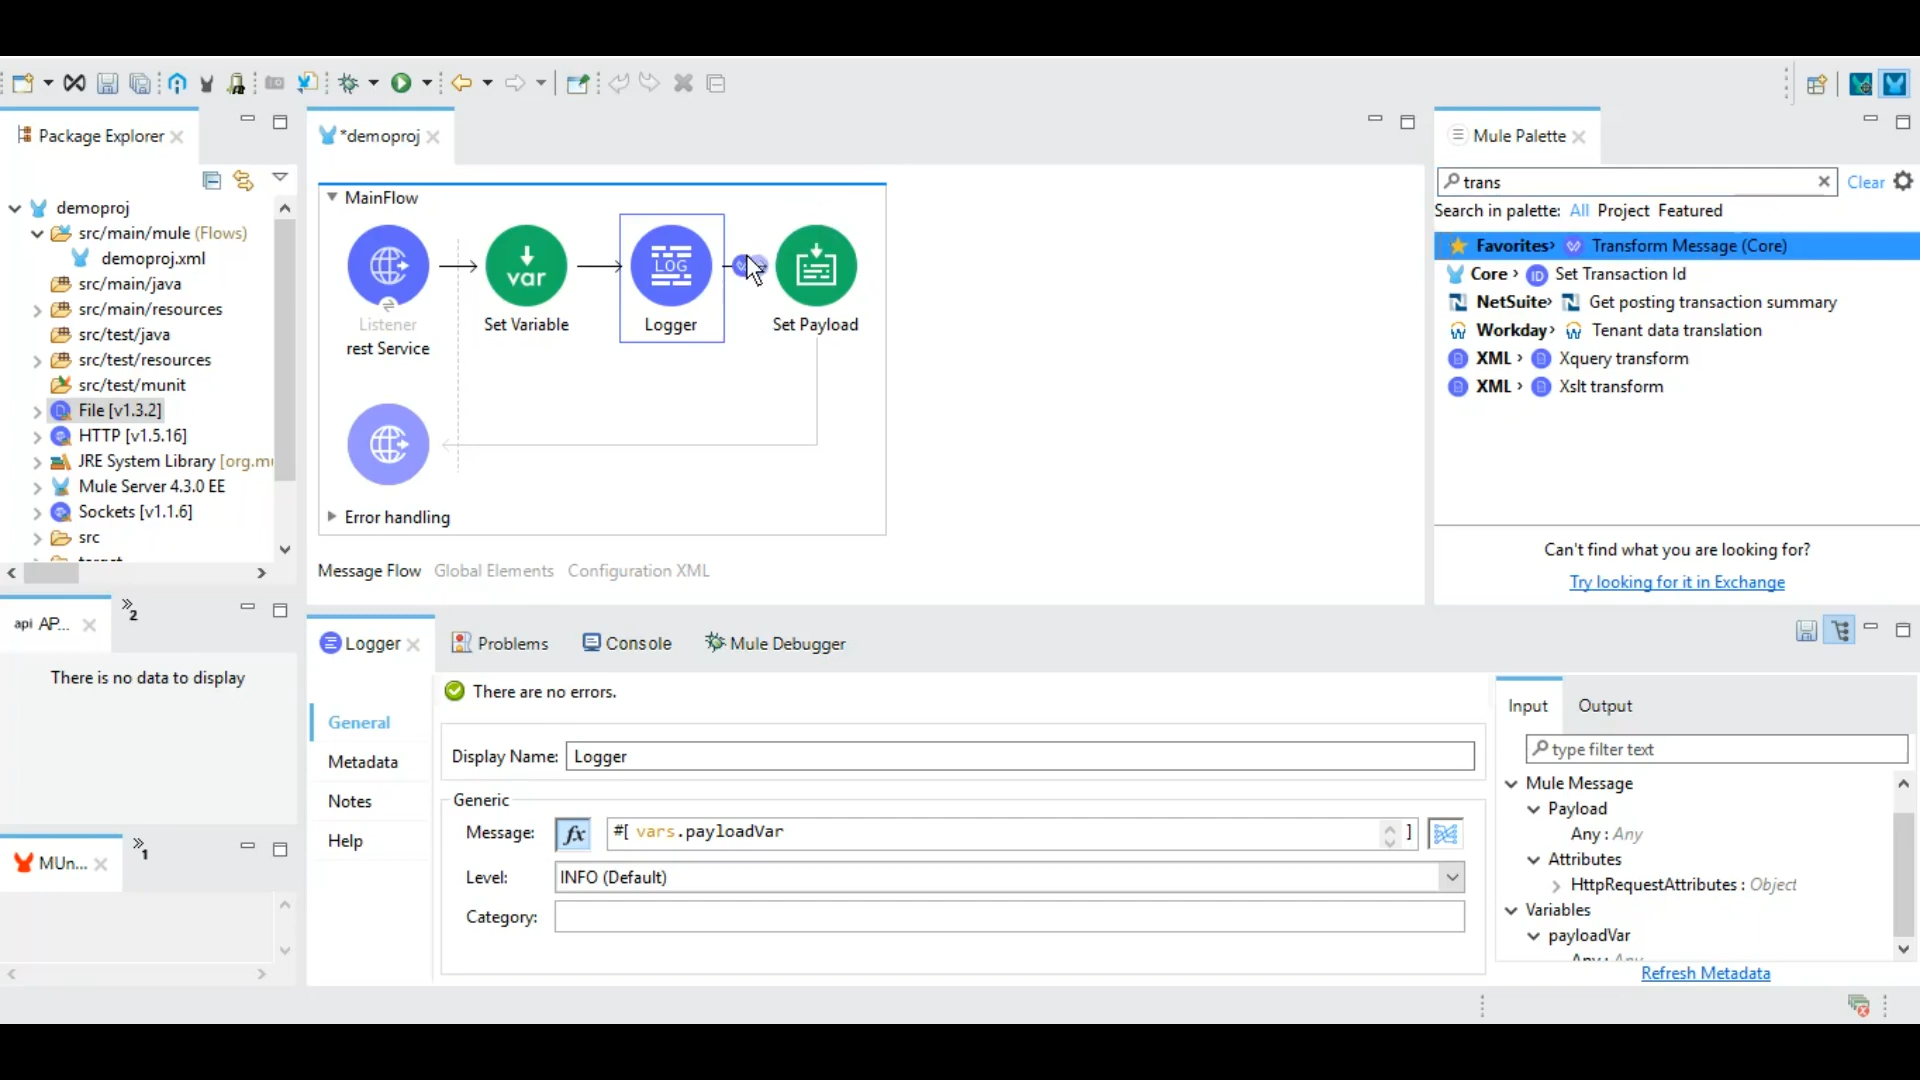 Package Explorer
demoproj
src/main/mule (Flows)
demoproj.xml
src/main/java
src/main/resources
src/test/java
src/test/resources
src/test/munit
File [v1.3.2]
HTTP [v1.5.16]
JRE System Library [org.mu
Mule Server 4.3.0 EE
Sockets [v1.1.6]
src
target
api AP...
2
There is no data to display
MUn...
1
*demoproj
MainFlow
var
LOG
Listener
rest Service
Set Variable
Logger
Set Payload
Error handling
Message Flow Global Elements Configuration XML
Mule Palette
trans
Clear
Search in palette: All Project Featured
Favorites> Transform Message (Core)
Core > ID Set Transaction Id
NetSuite> Get posting transaction summary
Workday> Tenant data translation
XML > Xquery transform
XML > Xslt transform
Can't find what you are looking for?
Try looking for it in Exchange
Logger
Problems
Console
Mule Debugger
General
Metadata
Notes
Help
There are no errors.
Display Name: Logger
Generic
Message: fx #[ vars.payloadVar ]
Level: INFO (Default)
Category:
Input Output
type filter text
Mule Message
Payload
Any : Any
Attributes
HttpRequestAttributes : Object
Variables
payloadVar
Any : Any
Refresh Metadata